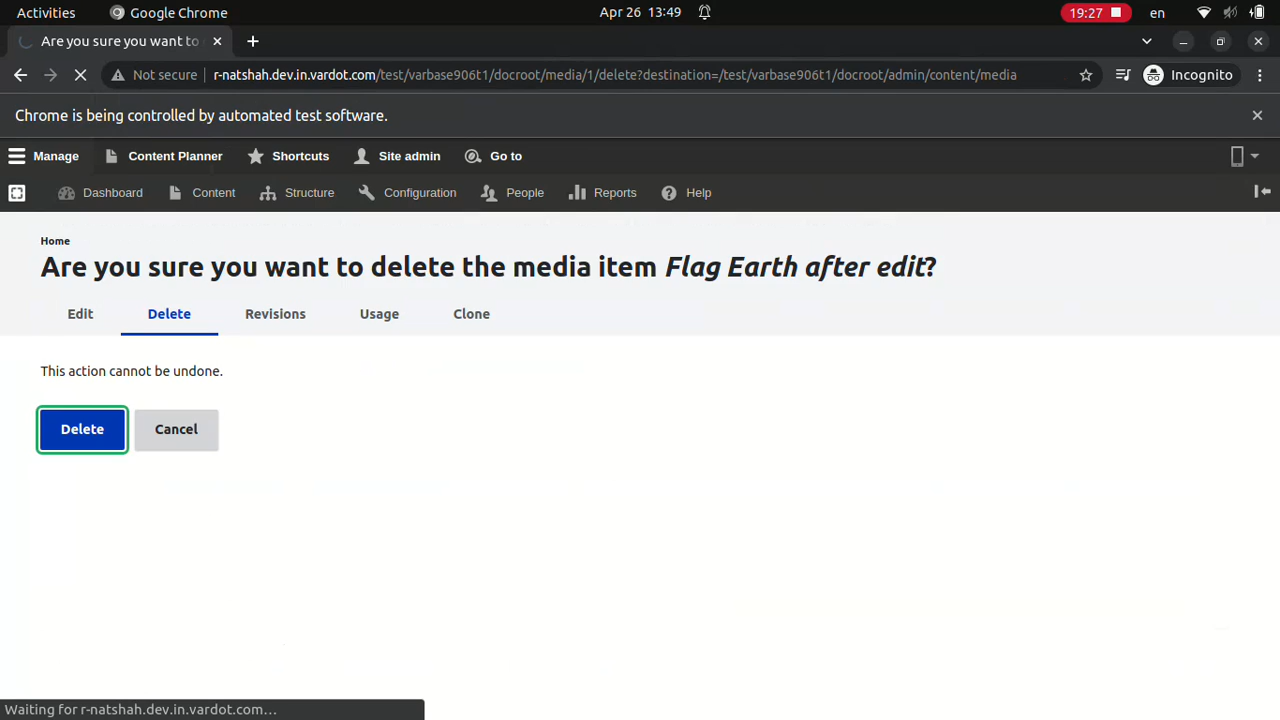 Activities Google Chrome Apr 26 13:49 19:27 en
Are you sure you want to
Not secure r-natshah.dev.in.vardot.com/test/varbase906t1/docroot/media/1/delete?destination=/test/varbase906t1/docroot/admin/content/media Incognito
Chrome is being controlled by automated test software.
Manage Content Planner Shortcuts Site admin Go to
Dashboard Content Structure Configuration People Reports Help
Home
Are you sure you want to delete the media item Flag Earth after edit?
Edit Delete Revisions Usage Clone
This action cannot be undone.
Delete Cancel
Waiting for r-natshah.dev.in.vardot.com...